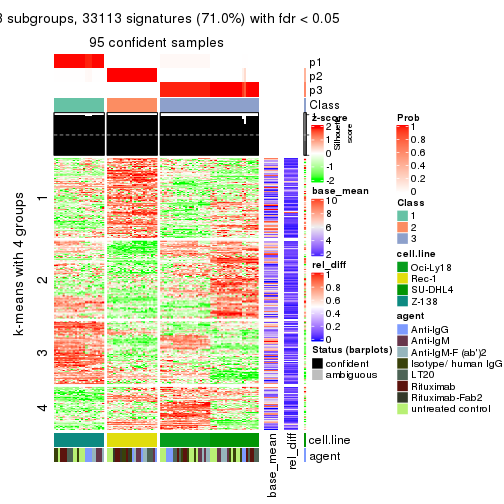 3 subgroups, 33113 signatures (71.0%) with fdr < 0.05
95 confident samples
p1
p2
p3
Class
Silhouette score
k-means with 4 groups
1
2
3
4
cell.line
agent
base_mean
rel_diff
z-score
2
1
0
-1
-2
base_mean
10
8
6
4
2
rel_diff
1
0.8
0.6
0.4
0.2
0
Status (barplots)
confident
ambiguous
Prob
1
0.8
0.6
0.4
0.2
0
Class
1
2
3
cell.line
Oci-Ly18
Rec-1
SU-DHL4
Z-138
agent
Anti-IgG
Anti-IgM
Anti-IgM-F (ab')2
Isotype/ human IgG
LT20
Rituximab
Rituximab-Fab2
untreated control